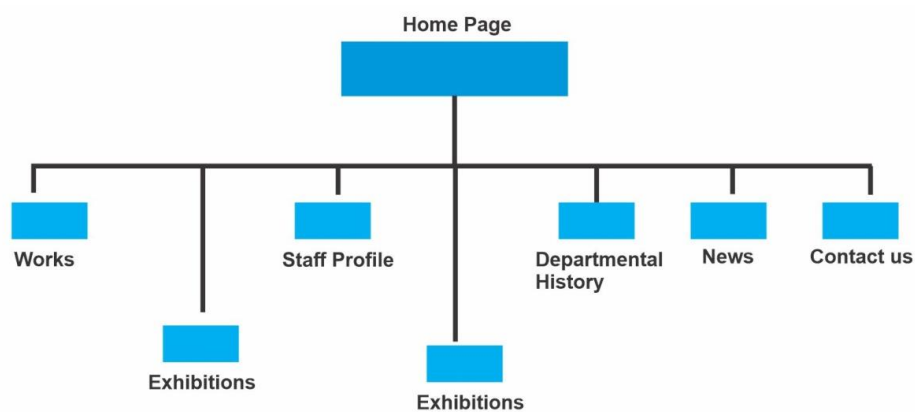 Home Page
Works
Staff Profile
Departmental
History
News
Contact us
Exhibitions
Exhibitions